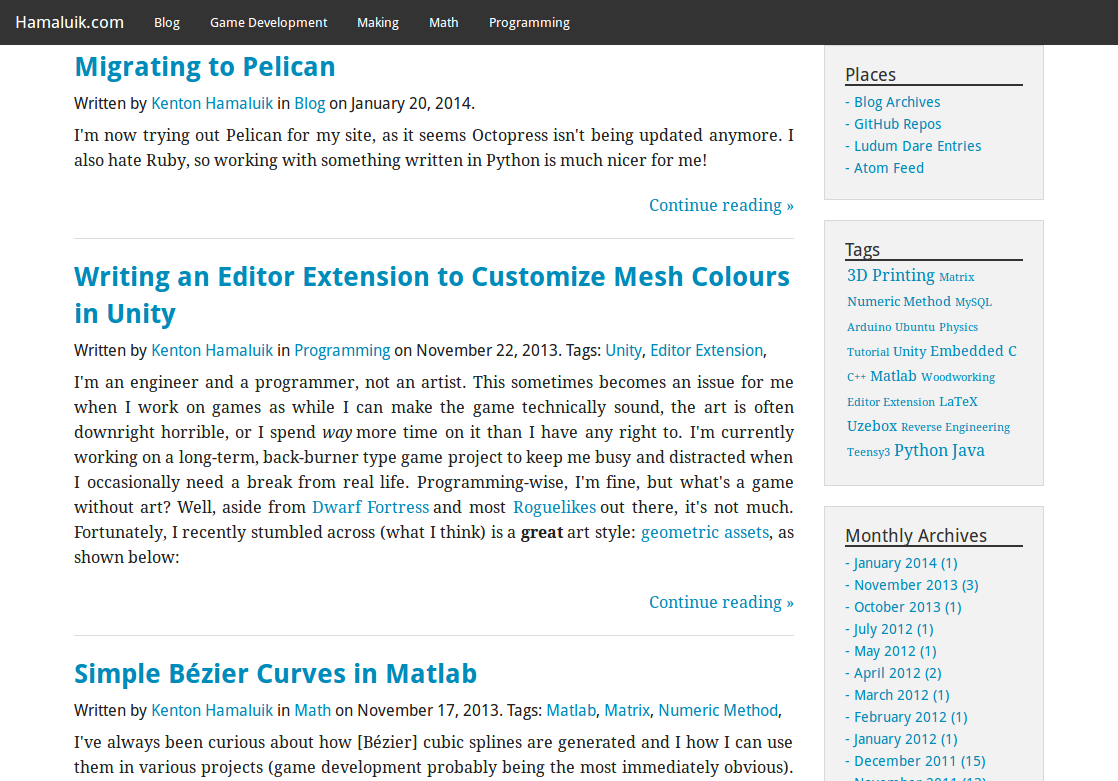 Hamaluik.com Blog Game Development Making Math Programming
Migrating to Pelican
Written by Kenton Hamaluik in Blog on January 20, 2014.
I'm now trying out Pelican for my site, as it seems Octopress isn't being updated anymore. I
also hate Ruby, so working with something written in Python is much nicer for me!
Continue reading »
Writing an Editor Extension to Customize Mesh Colours
in Unity
Written by Kenton Hamaluik in Programming on November 22, 2013. Tags: Unity, Editor Extension,
I'm an engineer and a programmer, not an artist. This sometimes becomes an issue for me
when I work on games as while I can make the game technically sound, the art is often
downright horrible, or I spend way more time on it than I have any right to. I'm currently
working on a long-term, back-burner type game project to keep me busy and distracted when
I occasionally need a break from real life. Programming-wise, I'm fine, but what's a game
without art? Well, aside from Dwarf Fortress and most Roguelikes out there, it's not much.
Fortunately, I recently stumbled across (what I think) is a great art style: geometric assets, as
shown below:
Continue reading »
Simple Bézier Curves in Matlab
Written by Kenton Hamaluik in Math on November 17, 2013. Tags: Matlab, Matrix, Numeric Method,
I've always been curious about how [Bézier] cubic splines are generated and I how I can use
them in various projects (game development probably being the most immediately obvious).
Places
- Blog Archives
- GitHub Repos
- Ludum Dare Entries
- Atom Feed
Tags
3D Printing Matrix
Numeric Method MySQL
Arduino Ubuntu Physics
Tutorial Unity Embedded C
C++ Matlab Woodworking
Editor Extension LaTeX
Uzebox Reverse Engineering
Teensy3 Python Java
Monthly Archives
- January 2014 (1)
- November 2013 (3)
- October 2013 (1)
- July 2012 (1)
- May 2012 (1)
- April 2012 (2)
- March 2012 (1)
- February 2012 (1)
- January 2012 (1)
- December 2011 (15)